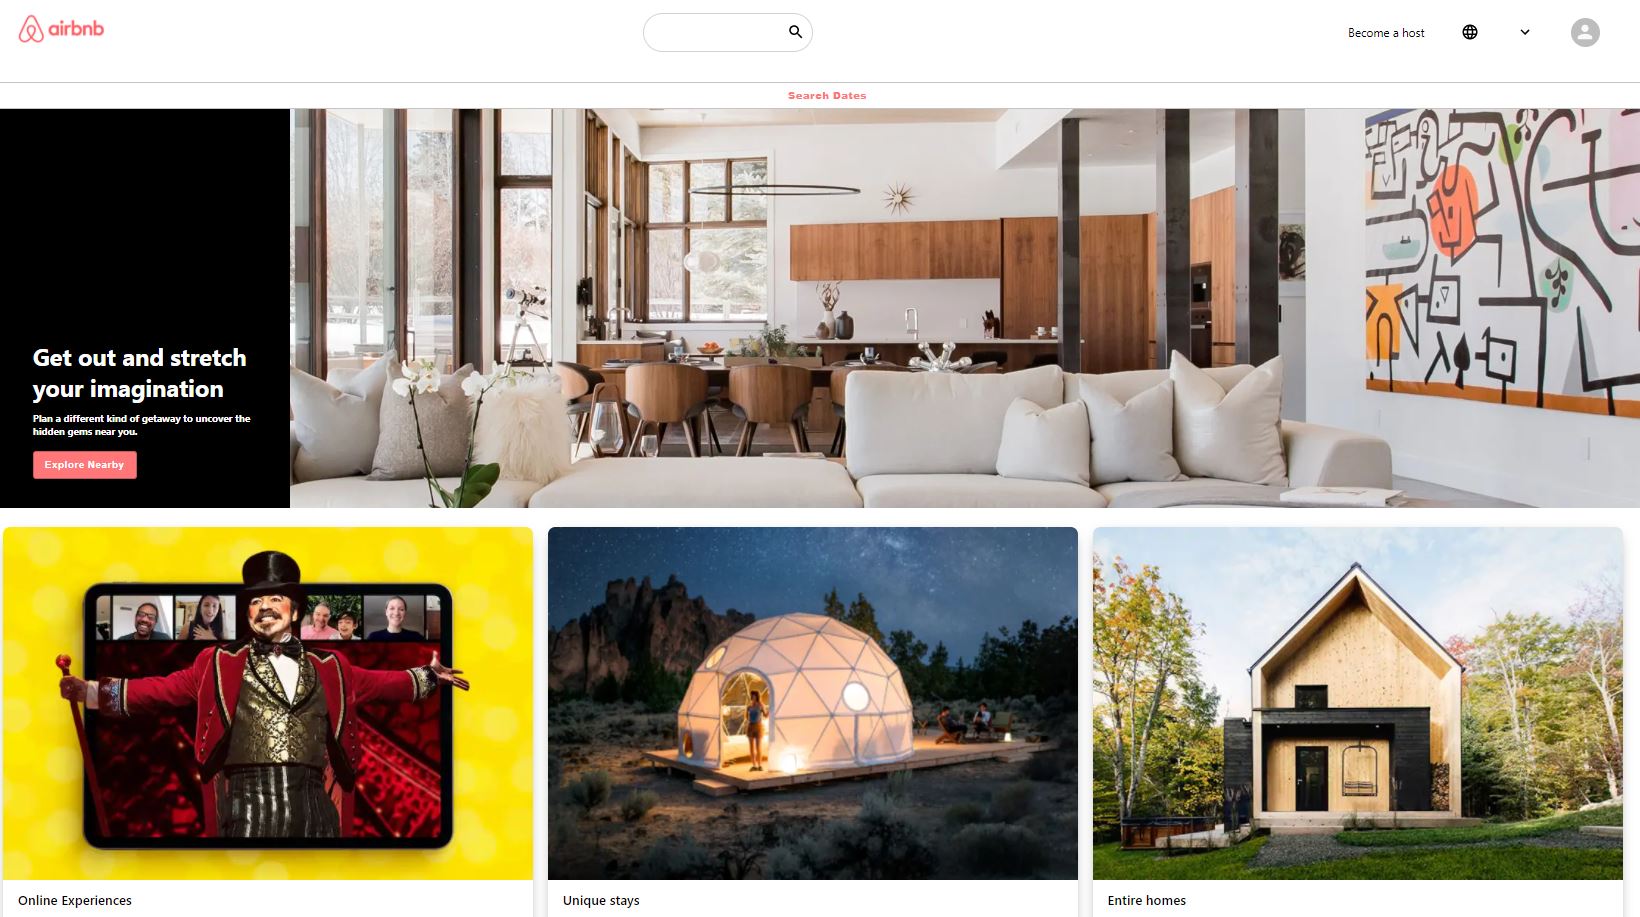 airbnb
Become a host
Search Dates
Get out and stretch
your imagination
Plan a different kind of getaway to uncover the
hidden gems near you.
Explore Nearby
Online Experiences
Unique stays
Entire homes